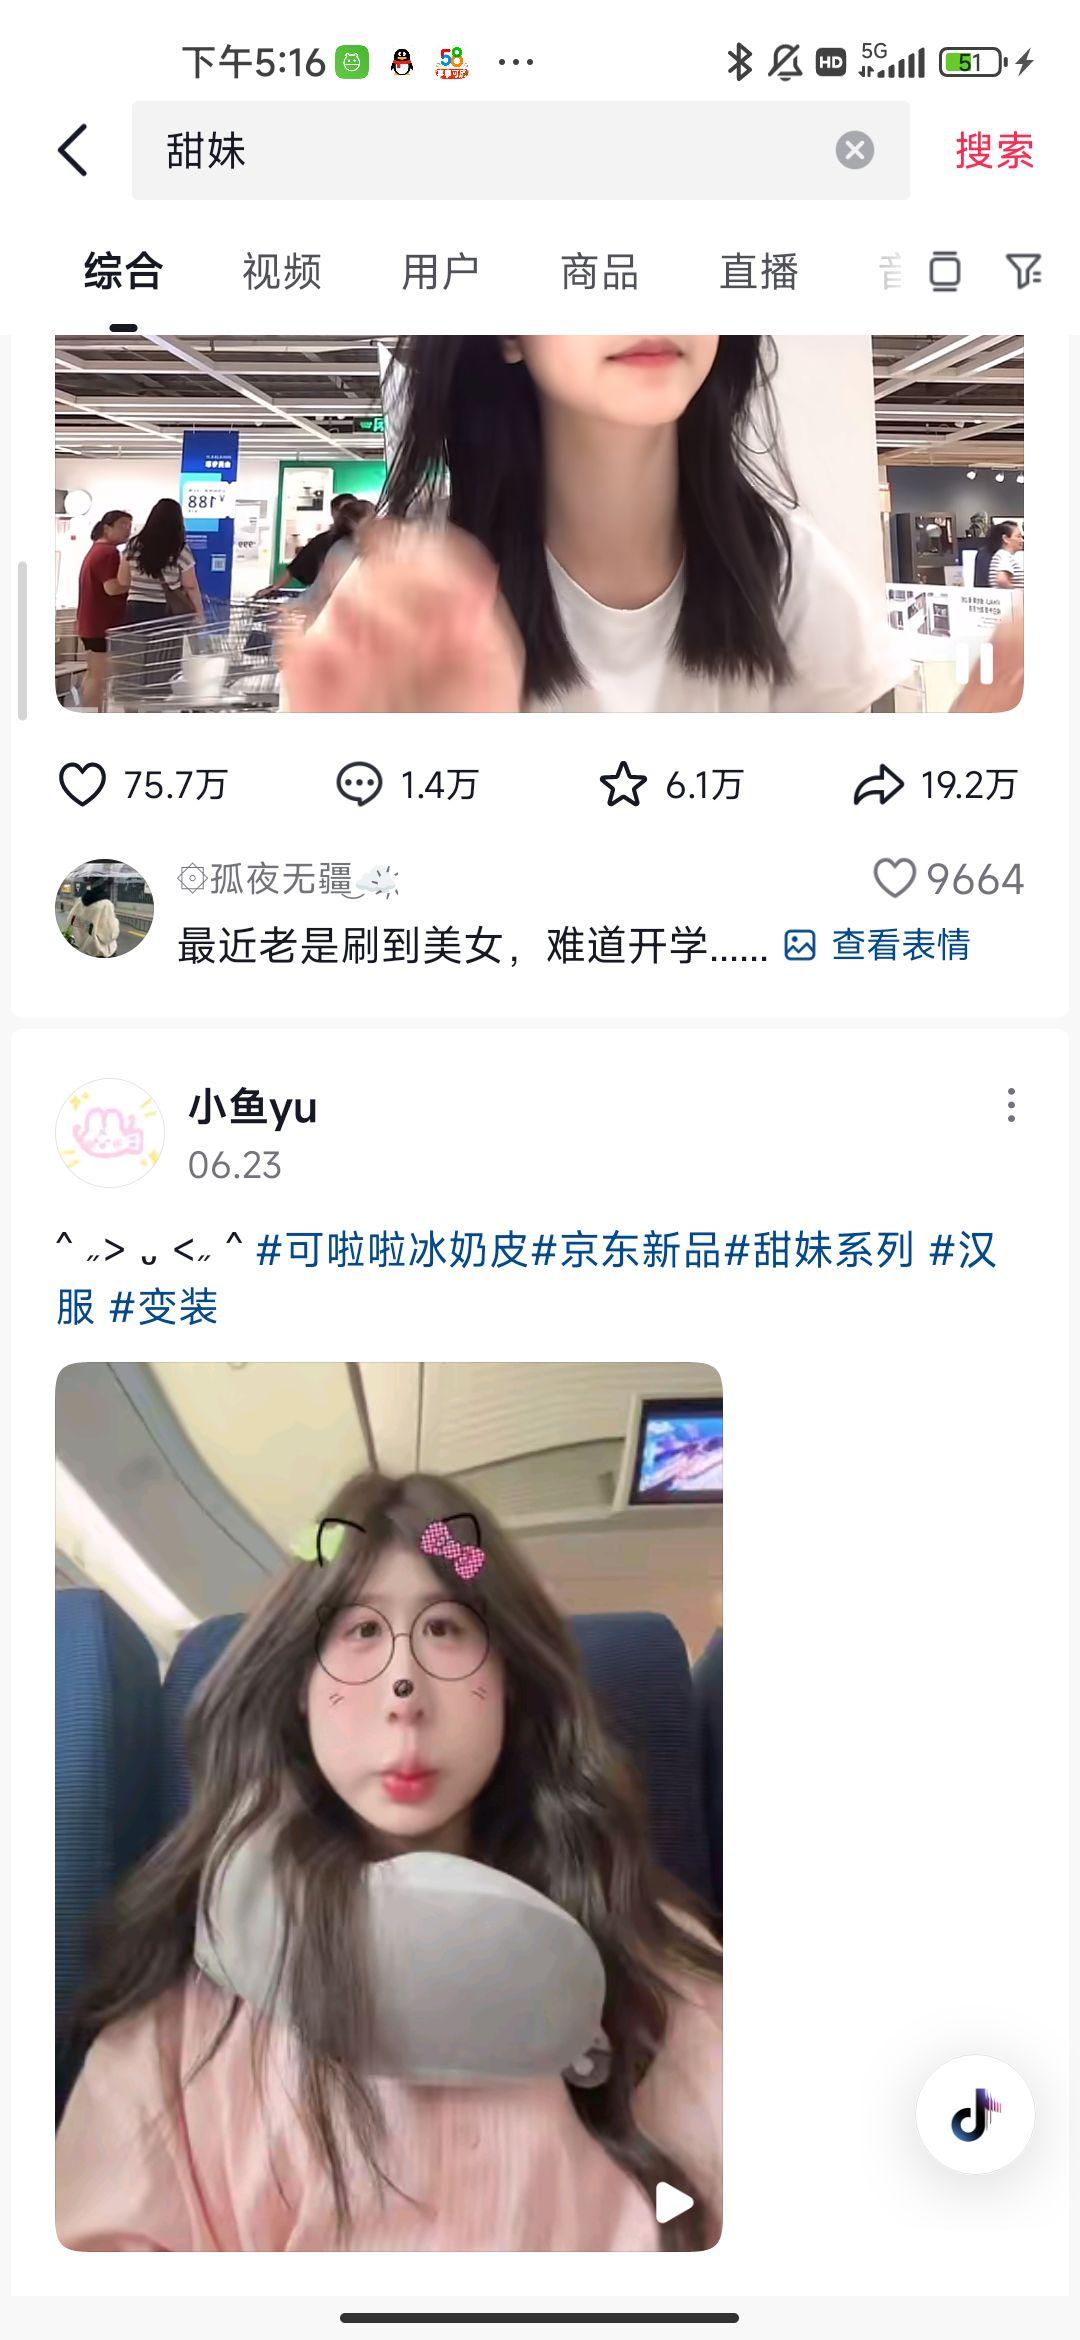 下午5:16
58
HD
5G
51
甜妹
搜索
综合
视频
用户
商品
直播
75.7万
1.4万
6.1万
19.2万
۞孤夜无疆
9664
最近老是刷到美女，难道开学……
查看表情
小鱼yu
06.23
^ ˶> ᴗ <˶ ^ #可啦啦冰奶皮#京东新品#甜妹系列 #汉
服 #变装